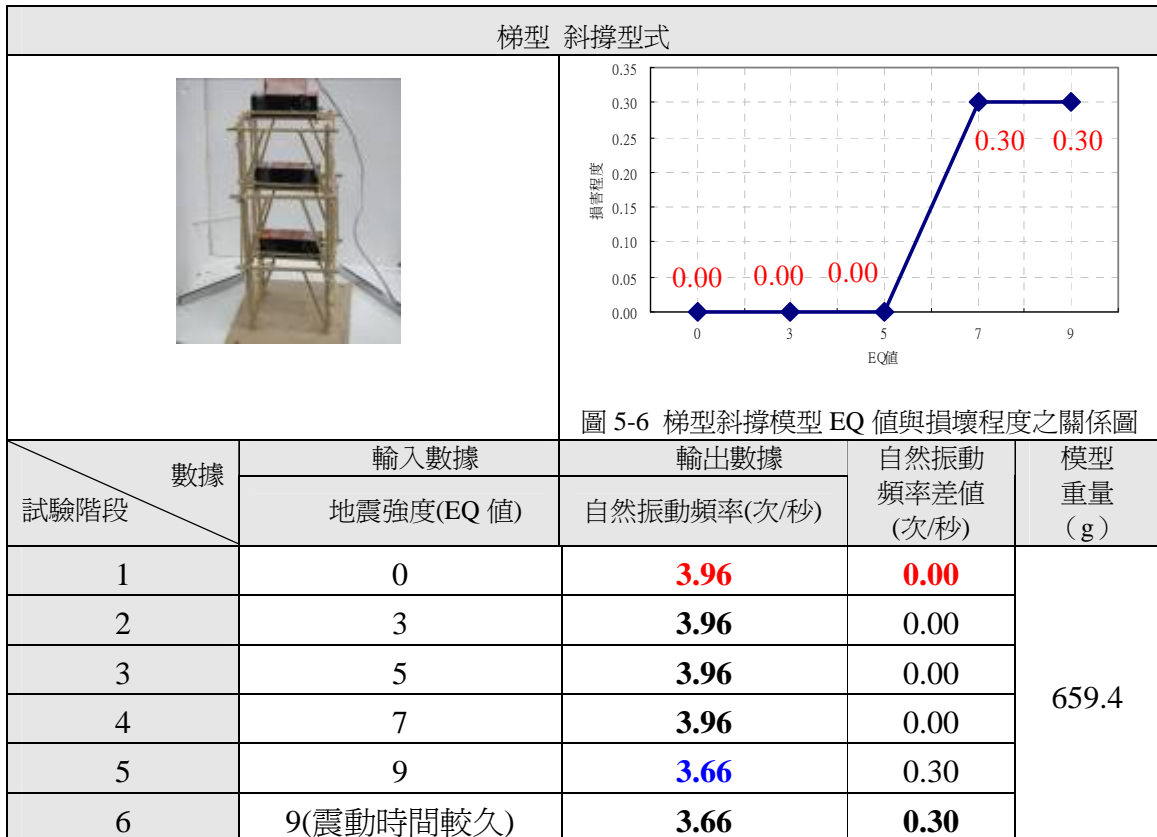 梯型 斜撐型式
0.35
0.30
0.25
0.20
0.15
0.10
0.05
0.00
損害程度
0.00 0.00 0.00 0.30 0.30
0 3 5 7 9
EQ值
圖 5-6 梯型斜撐模型 EQ 值與損壞程度之關係圖
數據
試驗階段
輸入數據
地震強度(EQ 值)
輸出數據
自然振動頻率(次/秒)
自然振動
頻率差值
(次/秒)
模型
重量
（g）
1 0 3.96 0.00
2 3 3.96 0.00
3 5 3.96 0.00
4 7 3.96 0.00
5 9 3.66 0.30
6 9(震動時間較久) 3.66 0.30
659.4